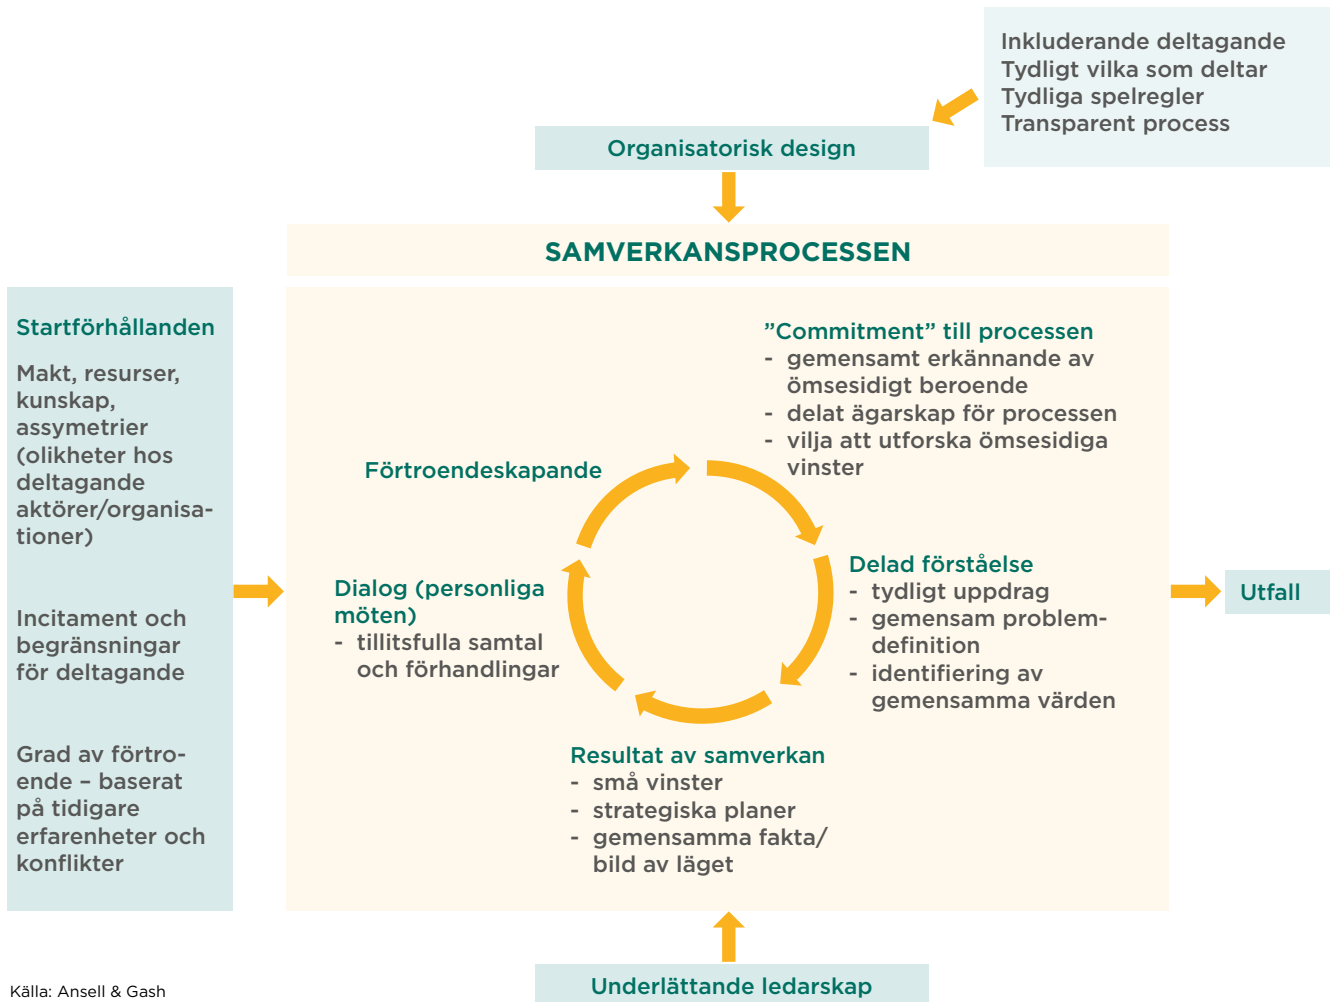 Inkluderande deltagande
Tydligt vilka som deltar
Tydliga spelregler
Transparent process
Organisatorisk design
SAMVERKANSPROCESSEN
Startförhållanden
Makt, resurser,
kunskap,
assymetrier
(olikheter hos
deltagande
aktörer/organisa-
tioner)
Incitament och
begränsningar
för deltagande
Grad av förtro-
ende – baserat
på tidigare
erfarenheter och
konflikter
”Commitment” till processen
- gemensamt erkännande av
ömsesidigt beroende
- delat ägarskap för processen
- vilja att utforska ömsesidiga
vinster
Förtroendeskapande
Delad förståelse
- tydligt uppdrag
- gemensam problem-
definition
- identifiering av
gemensamma värden
Dialog (personliga
möten)
- tillitsfulla samtal
och förhandlingar
Resultat av samverkan
- små vinster
- strategiska planer
- gemensamma fakta/
bild av läget
Utfall
Underlättande ledarskap
Källa: Ansell & Gash